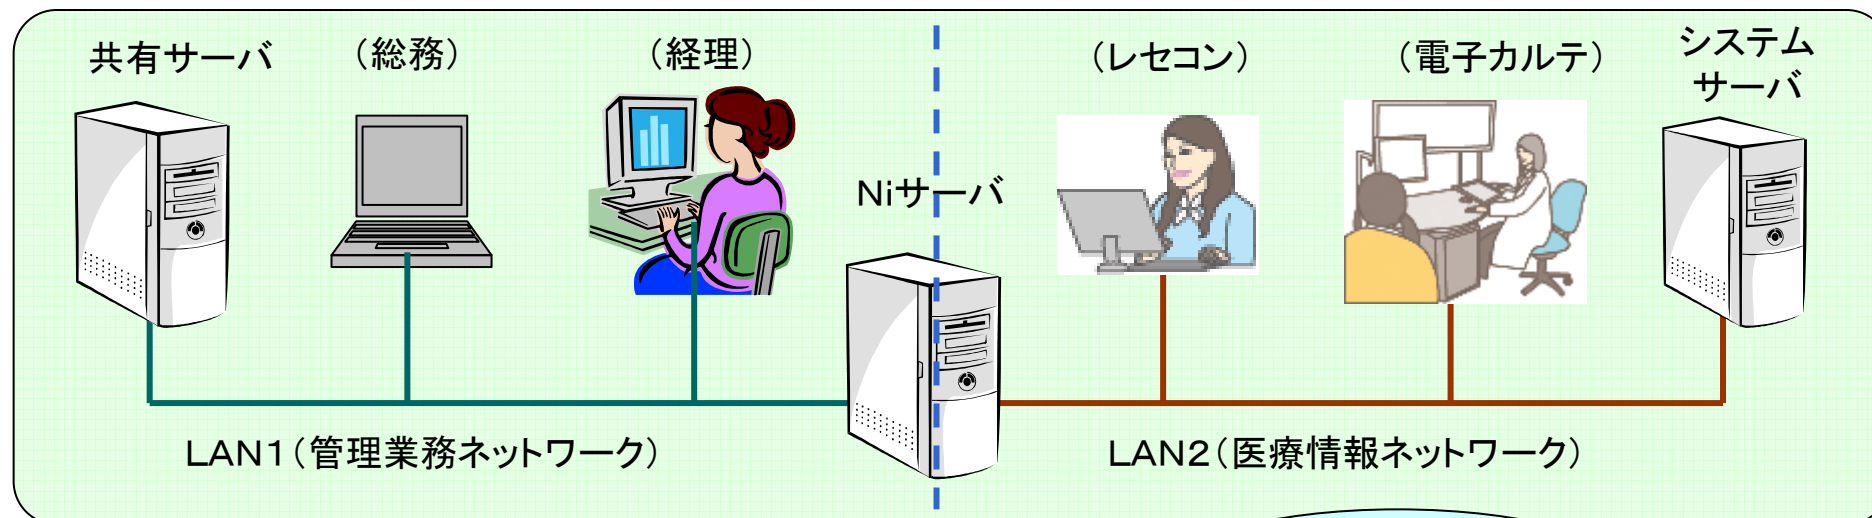 共有サーバ
（総務）
（経理）
（レセコン）
（電子カルテ）
システム
サーバ
Niサーバ
LAN1（管理業務ネットワーク）
LAN2（医療情報ネットワーク）